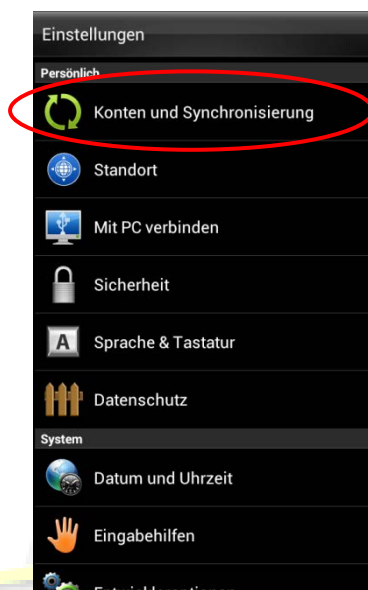 Einstellungen
Persönlich
Konten und Synchronisierung
Standort
Mit PC verbinden
Sicherheit
A
Sprache & Tastatur
Datenschutz
System
Datum und Uhrzeit
Eingabehilfen